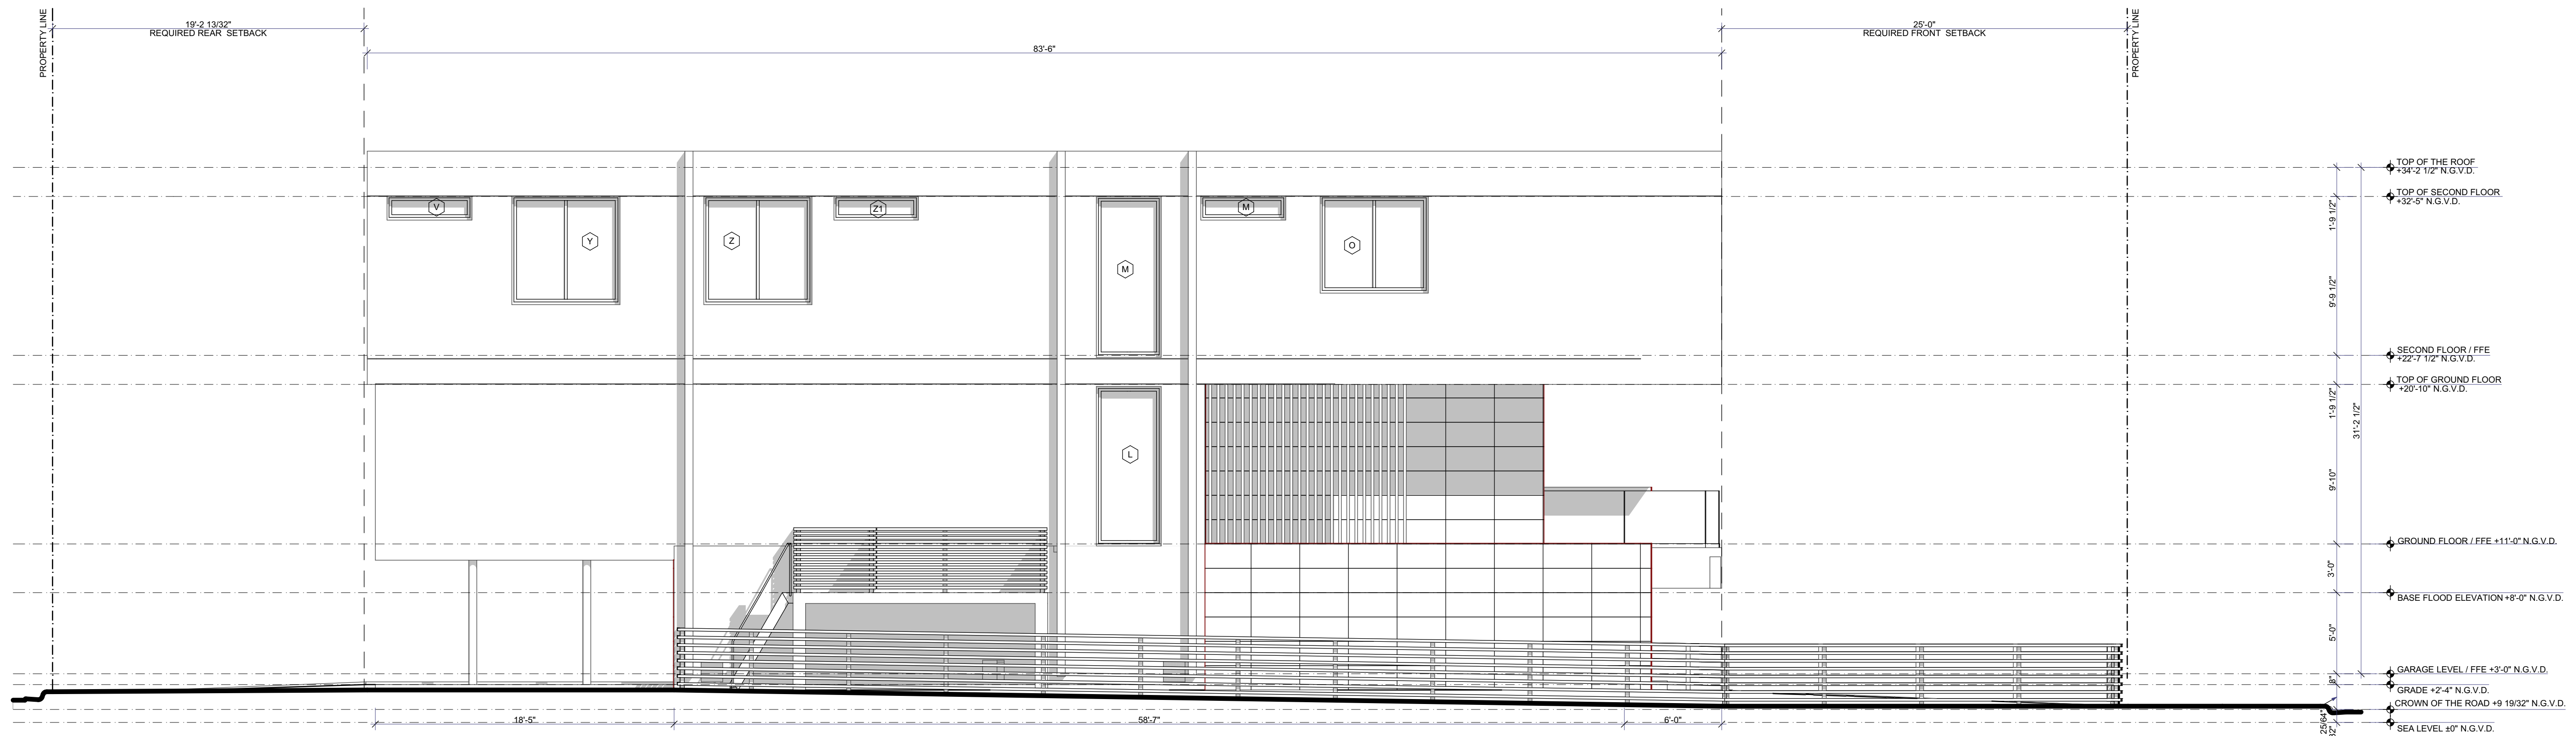 PROPERTY LINE
19'-2 13/32"
REQUIRED REAR SETBACK
83'-6"
25'-0"
REQUIRED FRONT SETBACK
PROPERTY LINE
TOP OF THE ROOF
+34'-2 1/2" N.G.V.D.
TOP OF SECOND FLOOR
+32'-5" N.G.V.D.
1'-9 1/2"
V
Y
Z
Z1
M
M
O
9'-9 1/2"
SECOND FLOOR / FFE
+22'-7 1/2" N.G.V.D.
TOP OF GROUND FLOOR
+20'-10" N.G.V.D.
1'-9 1/2"
31'-2 1/2"
L
9'-10"
GROUND FLOOR / FFE +11'-0" N.G.V.D.
3'-0"
BASE FLOOD ELEVATION +8'-0" N.G.V.D.
5'-0"
GARAGE LEVEL / FFE +3'-0" N.G.V.D.
8"
GRADE +2'-4" N.G.V.D.
CROWN OF THE ROAD +9 19/32" N.G.V.D.
25/64"
32"
SEA LEVEL ±0" N.G.V.D.
18'-5"
58'-7"
6'-0"